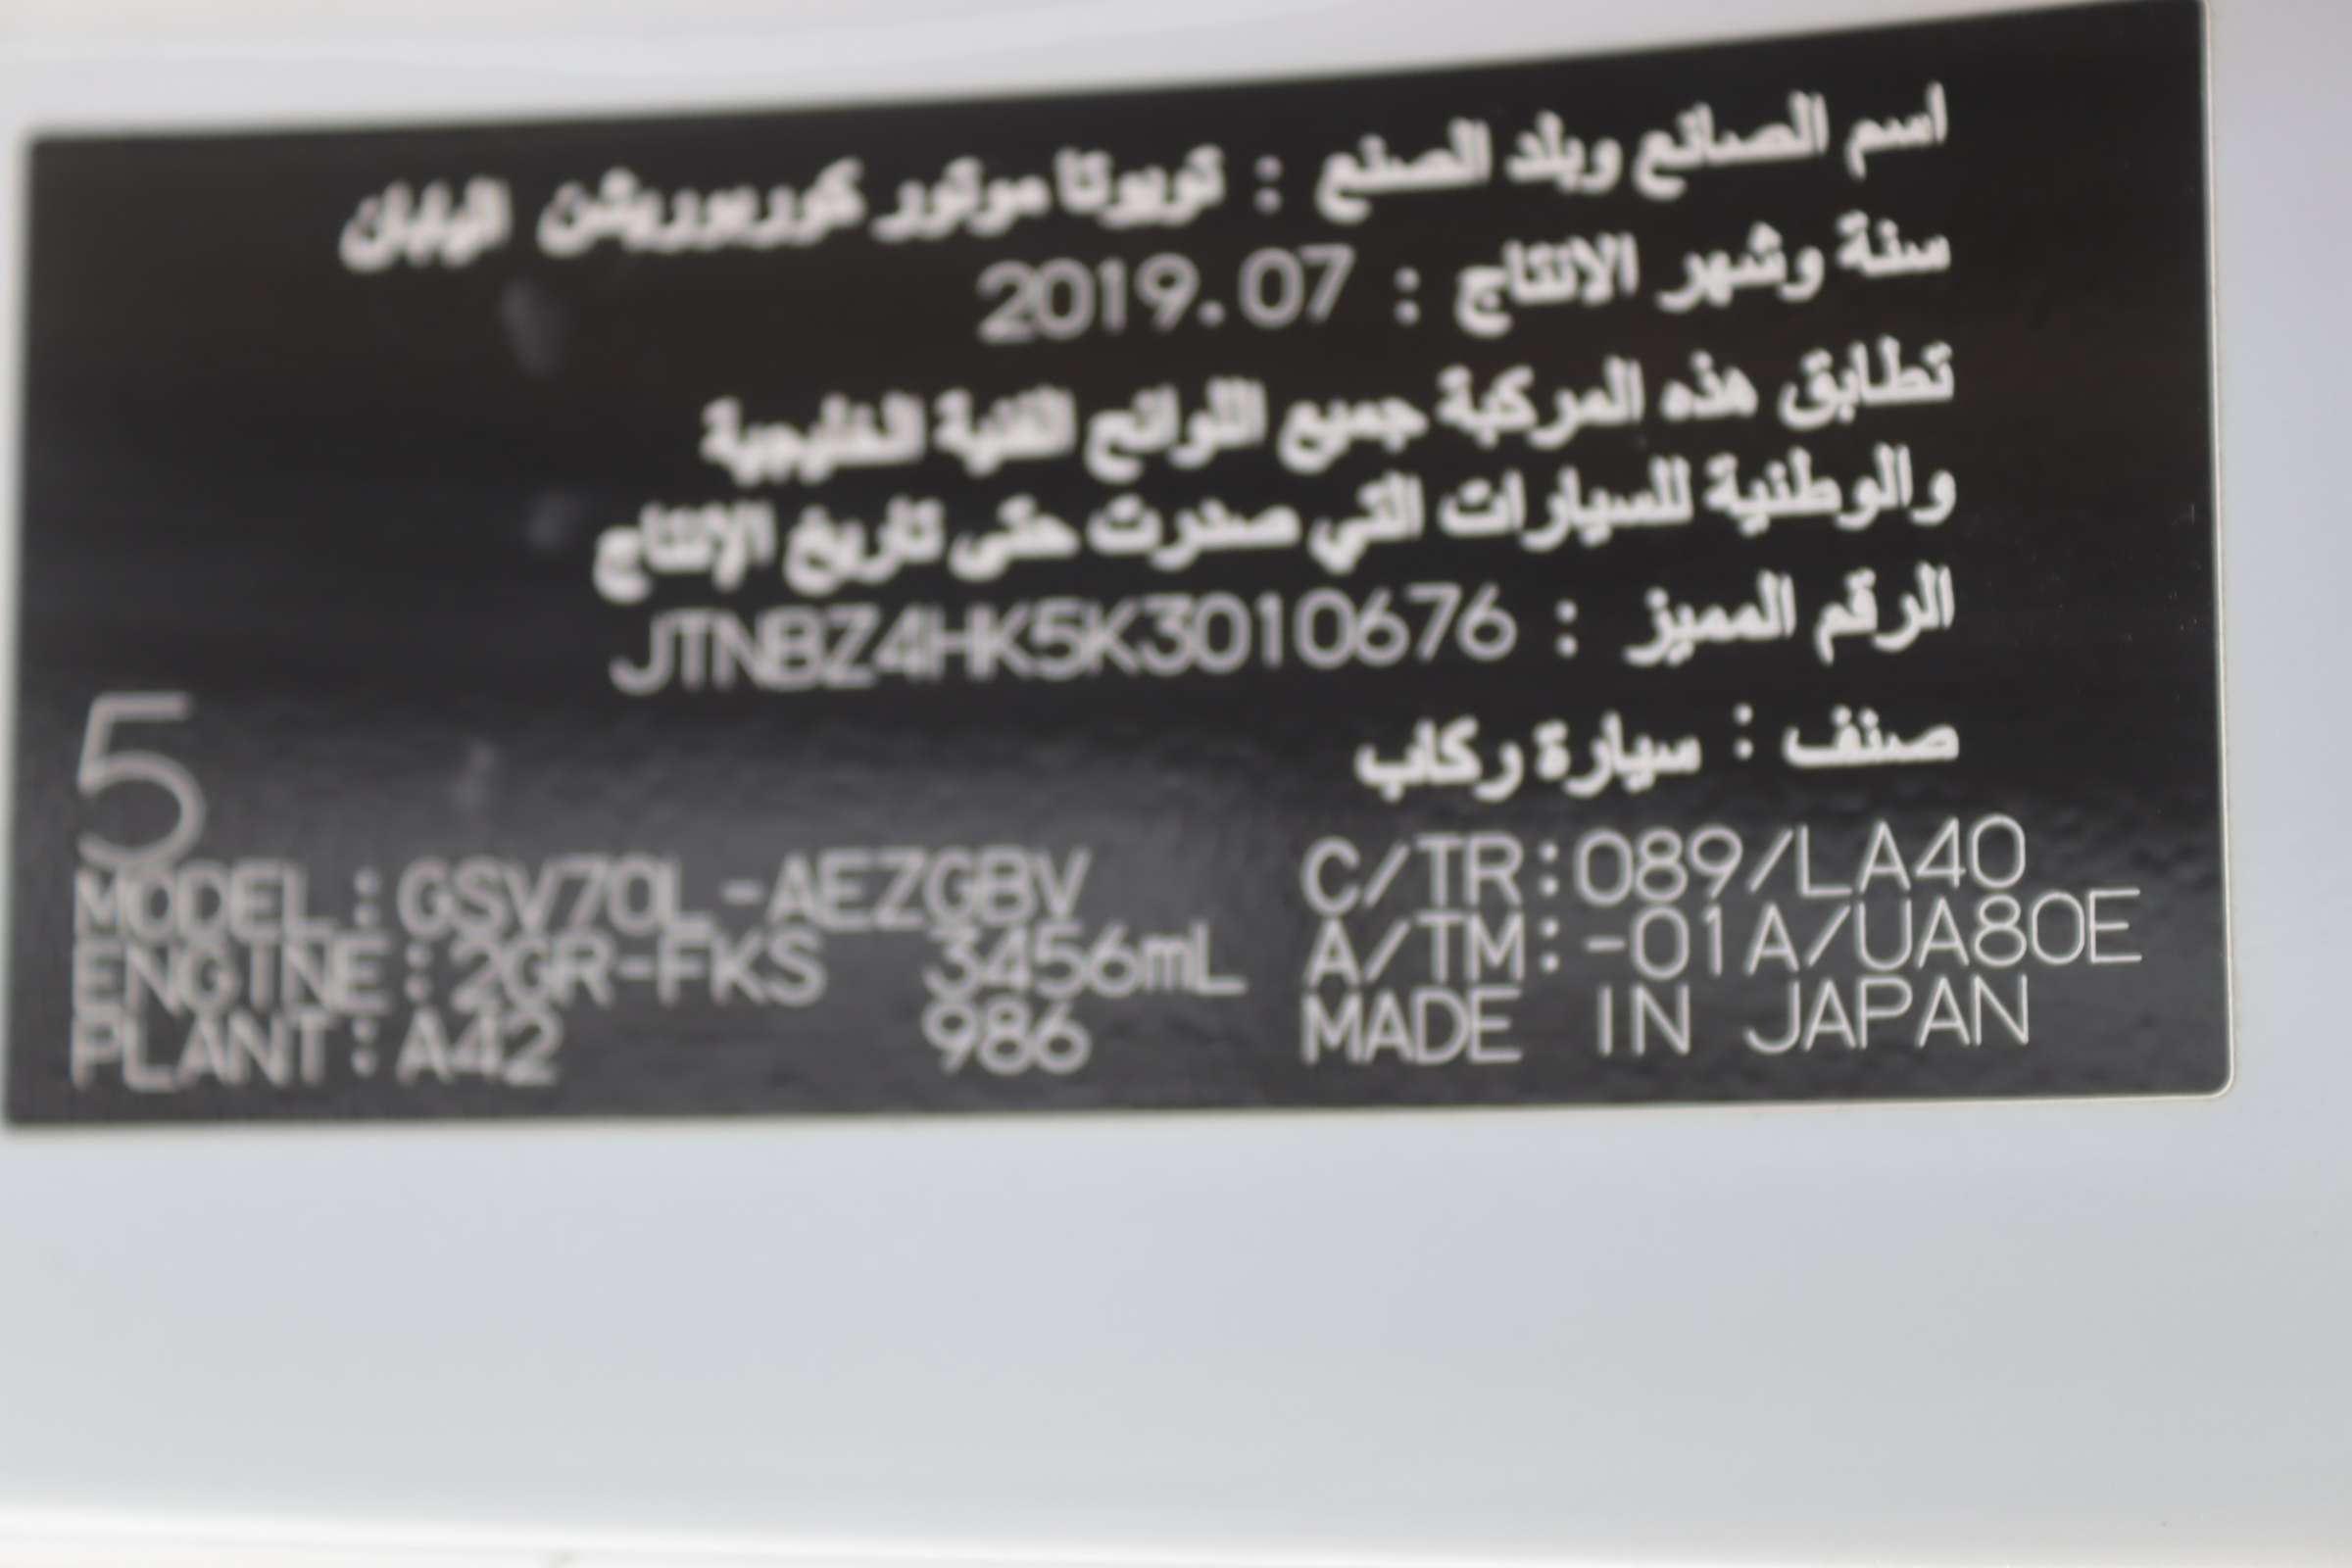 اسم الصانع وبلد الصنع : تويوتا موتور كوربوريشن اليابان
سنة وشهر الانتاج : 2019.07
تطابق هذه المركبة جميع اللوائح الفنية الخليجية
والوطنية للسيارات التي صدرت حتى تاريخ الإنتاج
الرقم المميز : JTNBZ4HK5K3010676
صنف : سيارة ركاب
5
MODEL:GSV70L-AEZGBV C/TR:089/LA40
ENGINE:2GR-FKS 3456mL A/TM:-01A/UA80E
PLANT:A42 986 MADE IN JAPAN